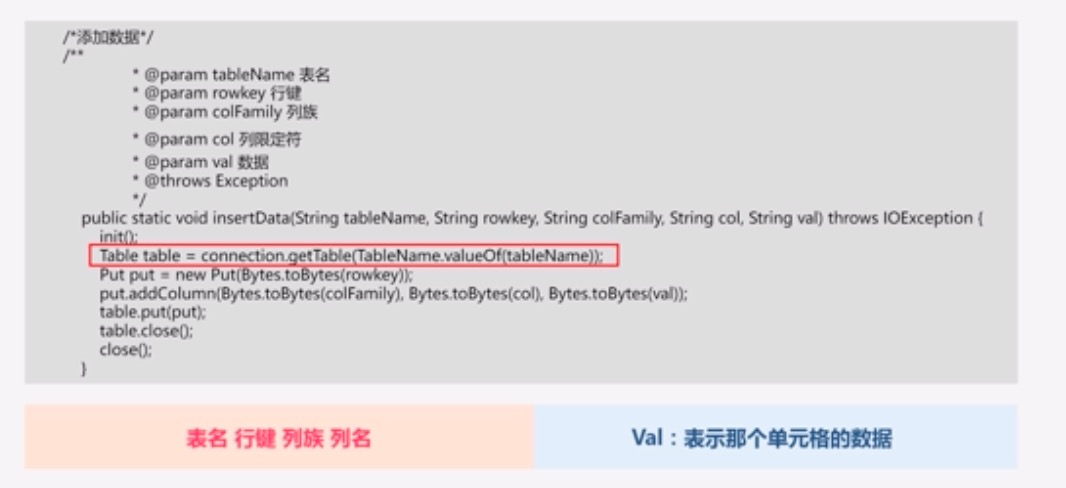 /*添加数据*/
/**
* @param tableName 表名
* @param rowkey 行键
* @param colFamily 列族
* @param col 列限定符
* @param val 数据
* @throws Exception
*/
public static void insertData(String tableName, String rowkey, String colFamily, String col, String val) throws IOException {
init();
Table table = connection.getTable(TableName.valueOf(tableName));
Put put = new Put(Bytes.toBytes(rowkey));
put.addColumn(Bytes.toBytes(colFamily), Bytes.toBytes(col), Bytes.toBytes(val));
table.put(put);
table.close();
close();
}
表名 行键 列族 列名
Val：表示那个单元格的数据